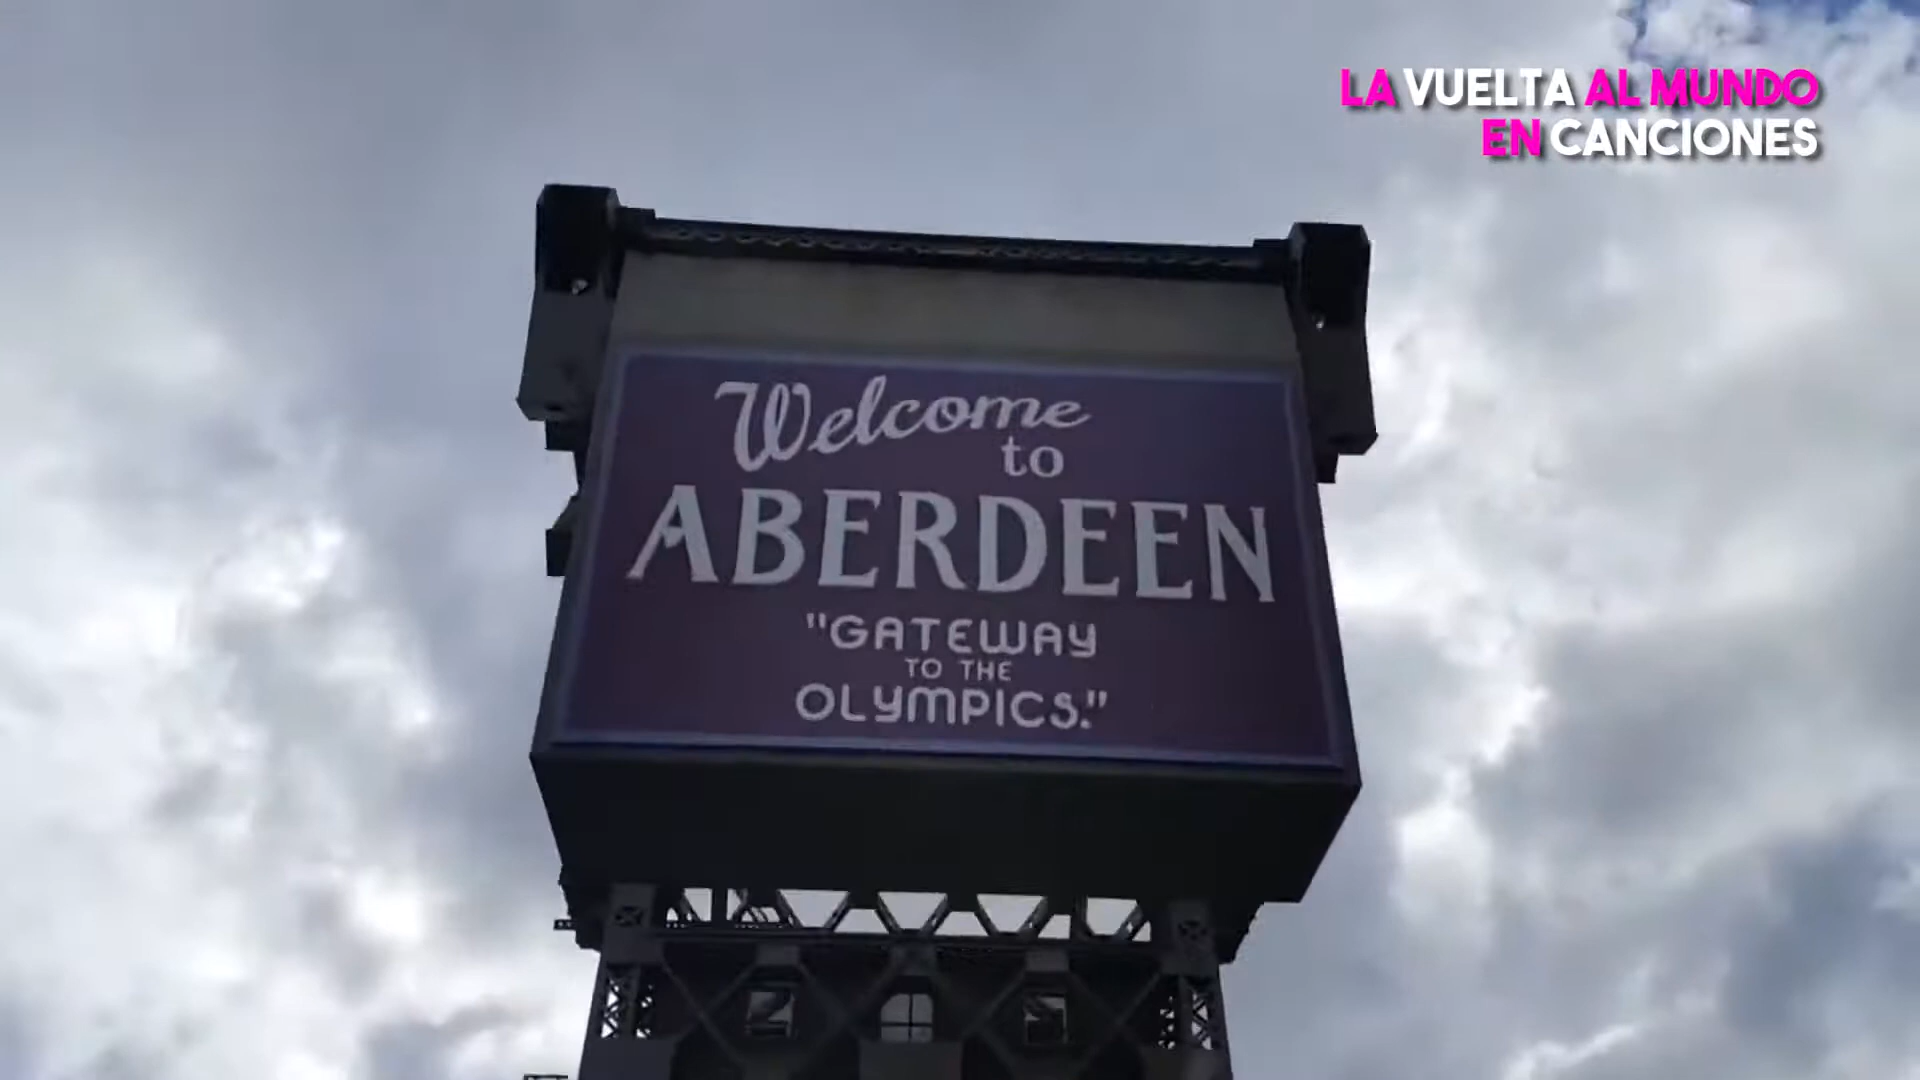 LA VUELTA AL MUNDO
EN CANCIONES
Welcome
to
ABERDEEN
"GATEWAY
TO THE
OLYMPICS."